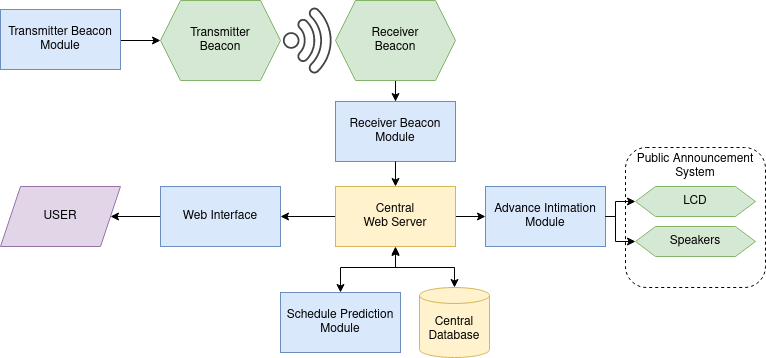 Transmitter Beacon
Module
Transmitter
Beacon
Receiver
Beacon
Receiver Beacon
Module
Public Announcement
System
LCD
Speakers
USER
Web Interface
Central
Web Server
Advance Intimation
Module
Schedule Prediction
Module
Central
Database